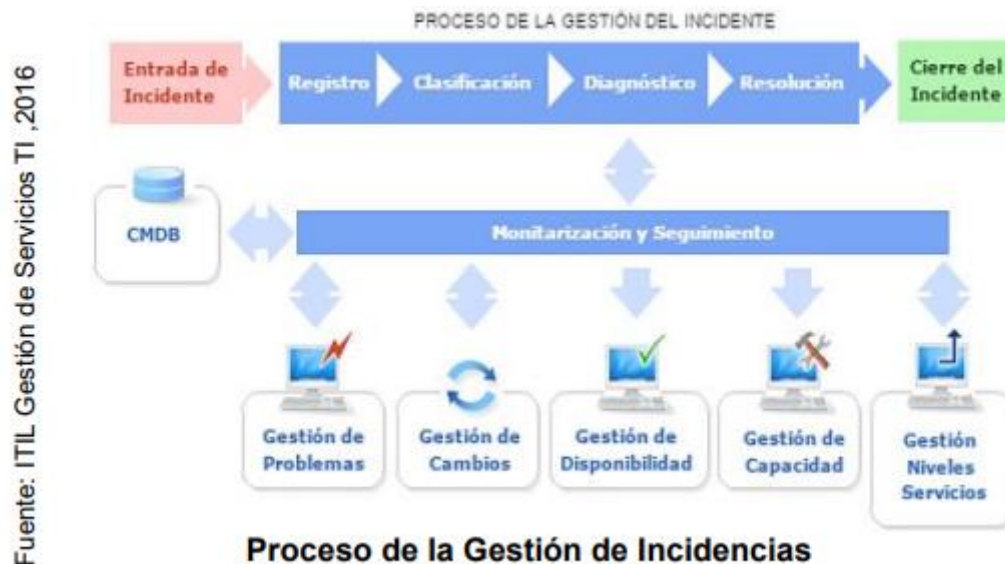 PROCESO DE LA GESTIÓN DEL INCIDENTE
Entrada de
Incidente
Registro
Clasificación
Diagnóstico
Resolución
Cierre del
Incidente
CMDB
Monitarización y Seguimiento
Gestión de
Problemas
Gestión de
Cambios
Gestión de
Disponibilidad
Gestión de
Capacidad
Gestión
Niveles
Servicios
Fuente: ITIL Gestión de Servicios TI ,2016
Proceso de la Gestión de Incidencias